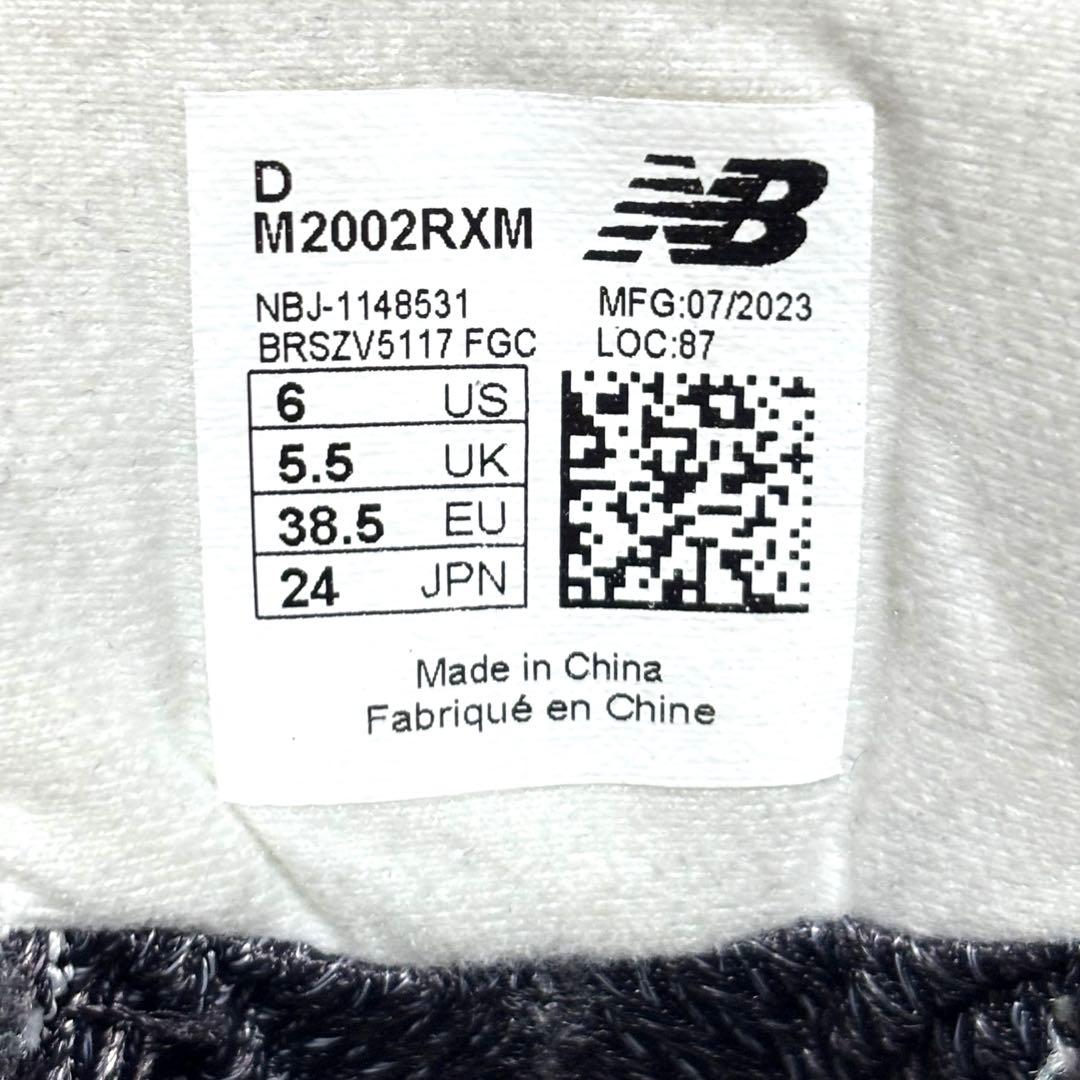 D
M2002RXM
NB
NBJ-1148531
MFG:07/2023
BRSZV5117 FGC
LOC:87
6 US
5.5 UK
38.5 EU
24 JPN
Made in China
Fabriqué en Chine